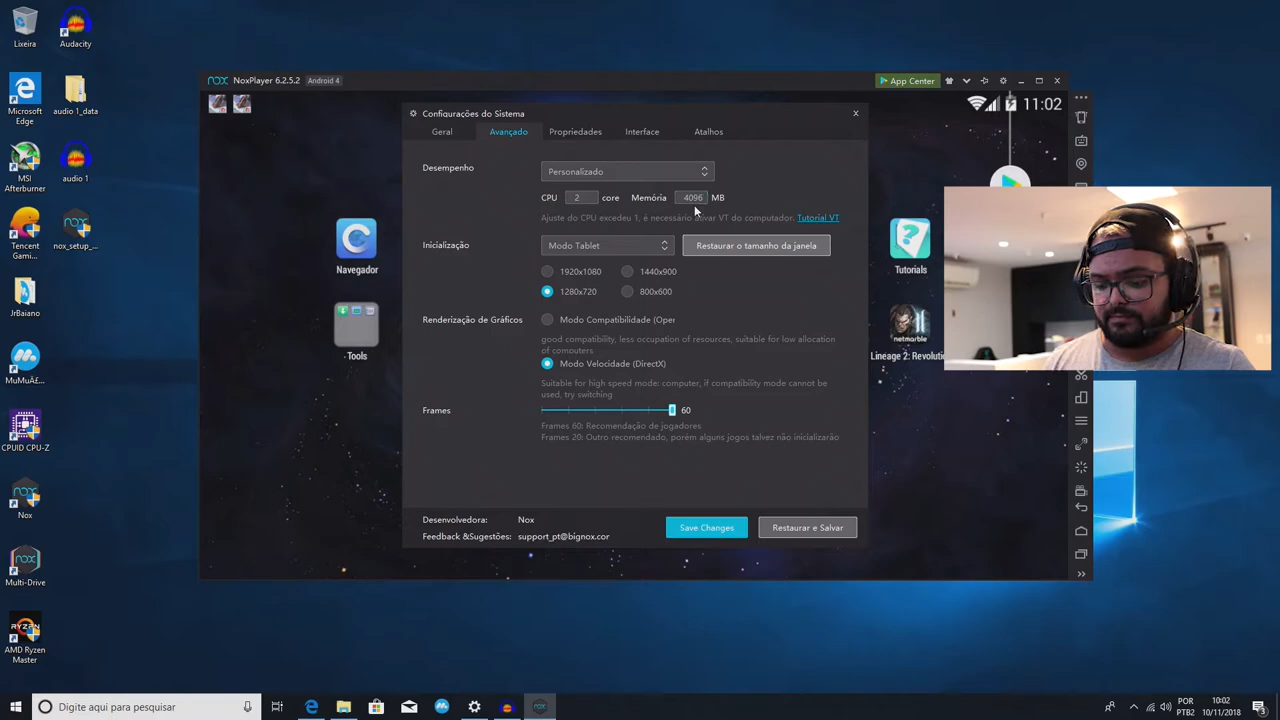 Lixeira
Audacity
Microsoft
Edge
audio 1_data
MSI
Afterburner
audio 1
Tencent
Gami...
nox_setup_...
JrBaiano
MuMuÃ£...
CPUID CPU-Z
Nox
Multi-Drive
AMD Ryzen
Master
nox NoxPlayer 6.2.5.2 Android 4
App Center
11:02
Configurações do Sistema
Geral Avançado Propriedades Interface Atalhos
Desempenho Personalizado
CPU 2 core Memória 4096 MB
Ajuste do CPU excedeu 1, é necessário ativar VT do computador. Tutorial VT
Inicialização Modo Tablet Restaurar o tamanho da janela
1920x1080 1440x900
1280x720 800x600
Renderização de Gráficos Modo Compatibilidade (Oper
good compatibility, less occupation of resources, suitable for low allocation
of computers
Modo Velocidade (DirectX)
Suitable for high speed mode: computer, if compatibility mode cannot be
used, try switching
Frames 60
Frames 60: Recomendação de jogadores
Frames 20: Outro recomendado, porém alguns jogos talvez não inicializarão
Desenvolvedora: Nox
Feedback &Sugestões: support_pt@bignox.cor
Save Changes Restaurar e Salvar
Navegador
Tools
Tutorials
netmarble
Lineage 2: Revoluti
Digite aqui para pesquisar
POR
PTB2
10:02
10/11/2018
3